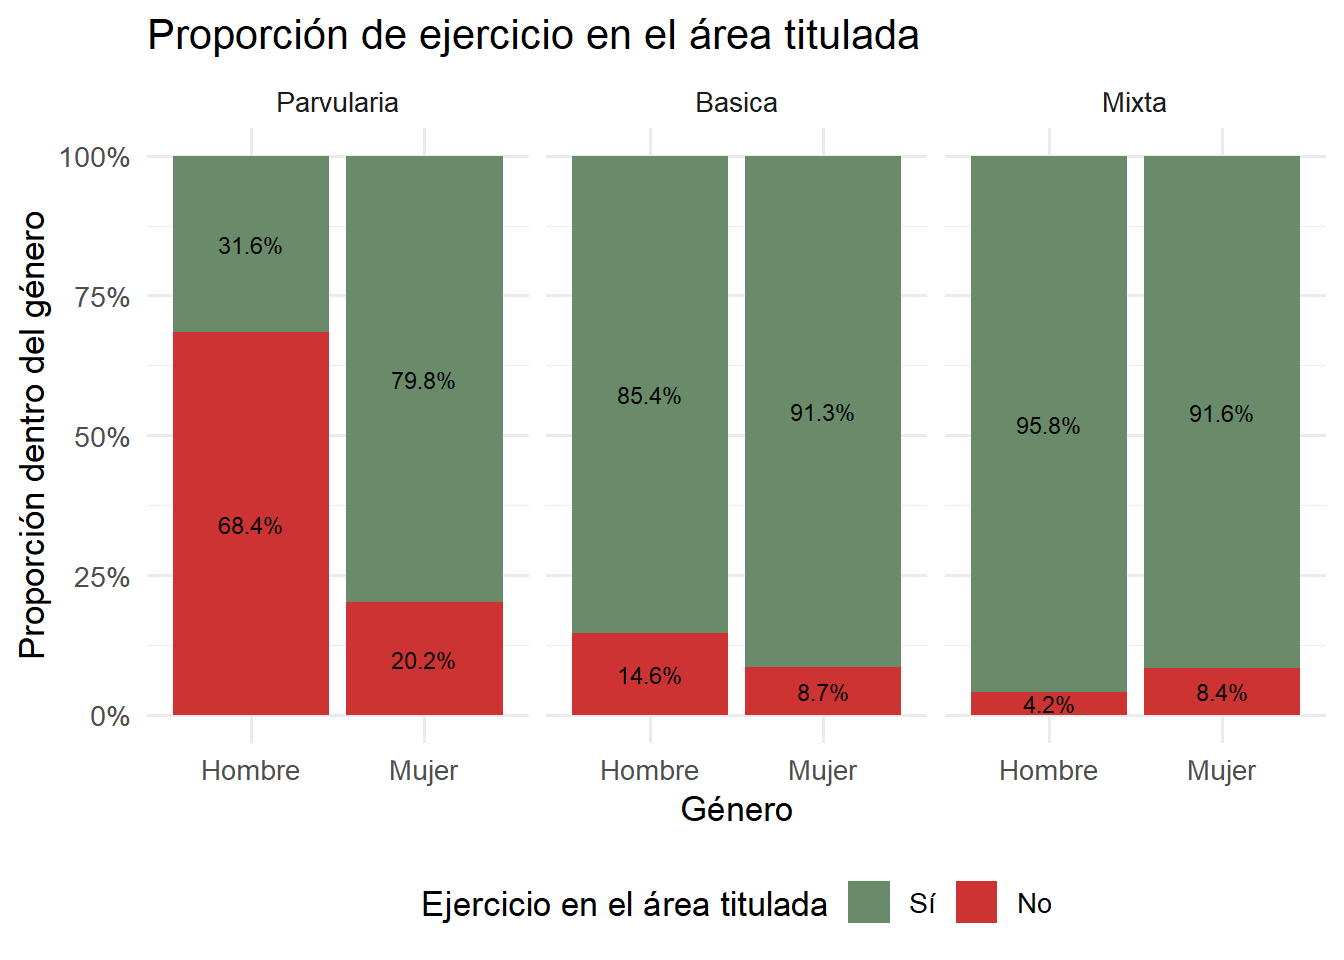 Proporción de ejercicio en el área titulada
Parvularia Basica Mixta
Proporción dentro del género
100%
75%
50%
25%
0%
31.6%
68.4%
79.8%
20.2%
85.4%
14.6%
91.3%
8.7%
95.8%
4.2%
91.6%
8.4%
Hombre Mujer Hombre Mujer Hombre Mujer
Género
Ejercicio en el área titulada Sí No